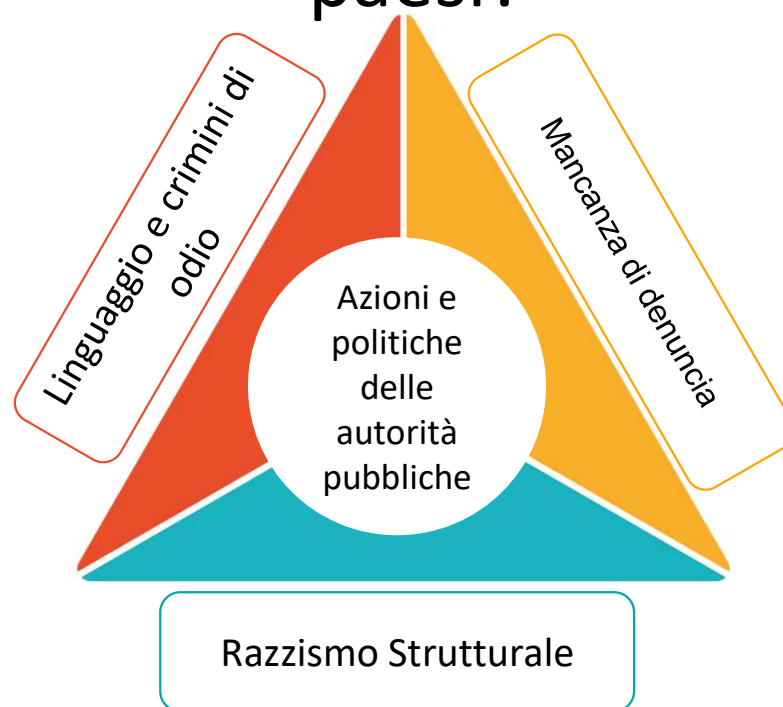 Linguaggio e crimini di
odio
Mancanza di denuncia
Azioni e
politiche
delle
autorità
pubbliche
Razzismo Strutturale